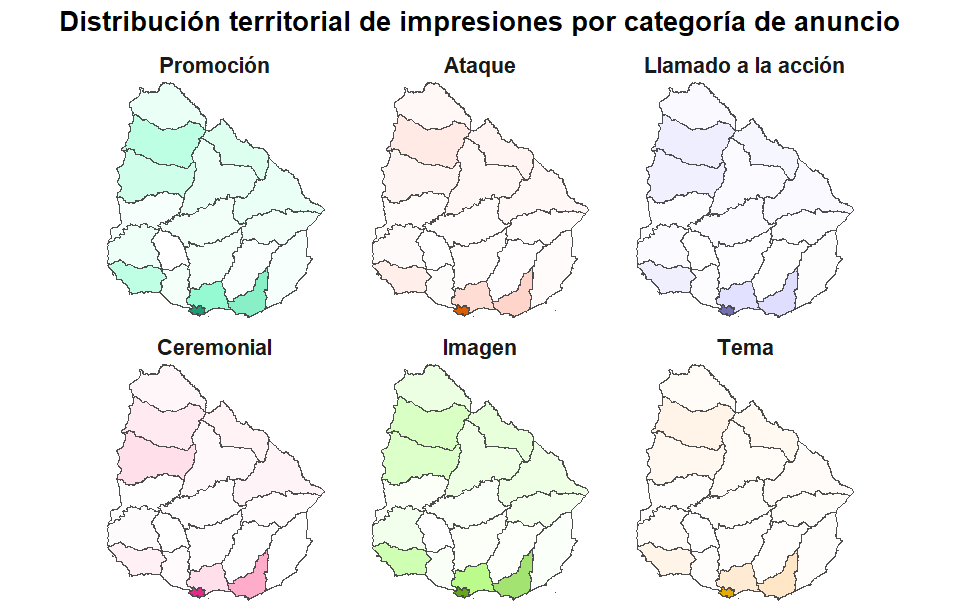 Distribución territorial de impresiones por categoría de anuncio
Promoción
Ataque
Llamado a la acción
Ceremonial
Imagen
Tema